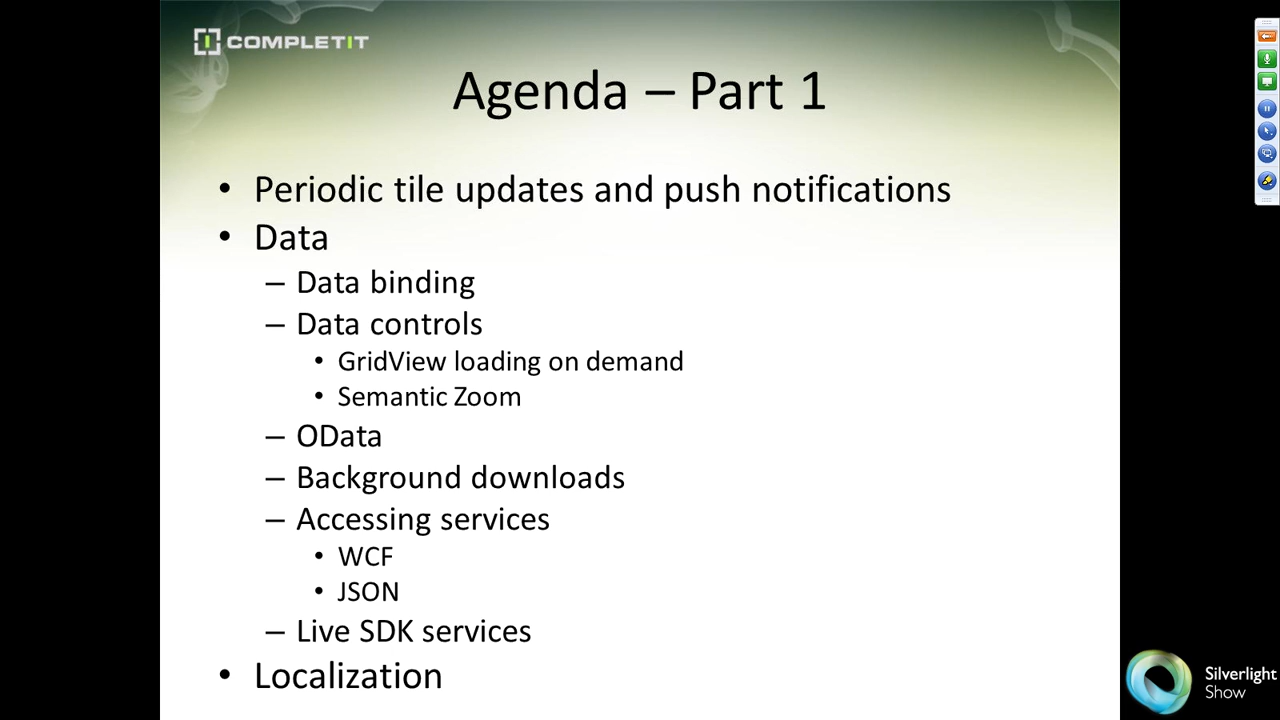 COMPLETIT
Agenda – Part 1
• Periodic tile updates and push notifications
• Data
– Data binding
– Data controls
• GridView loading on demand
• Semantic Zoom
– OData
– Background downloads
– Accessing services
• WCF
• JSON
– Live SDK services
• Localization
Silverlight
Show